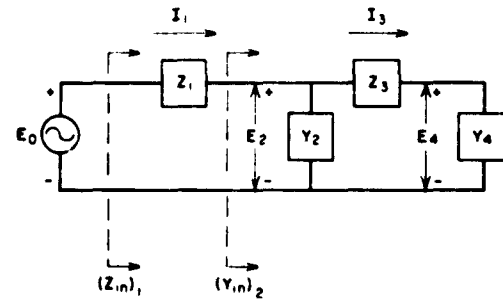 I₁ I₃
Z₁ Z₃
+ + +
E₀ E₂ Y₂ E₄ Y₄
- - -
(Zin)₁ (Yin)₂